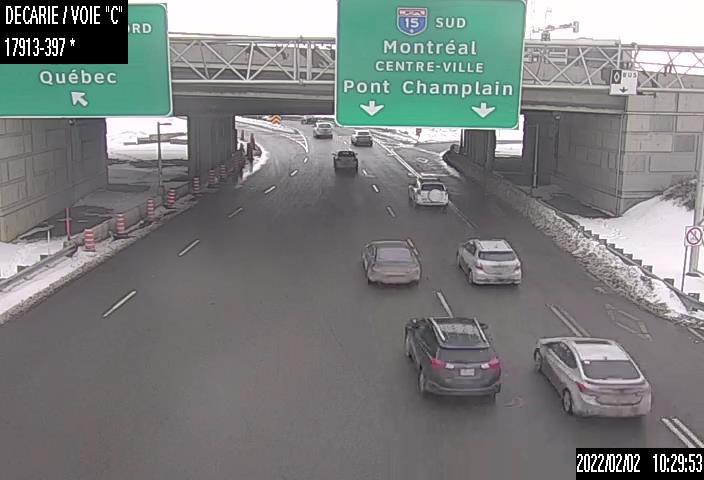 DECARIE / VOIE "C"
17913-397 *
ORD
Québec
15 SUD
Montréal
CENTRE-VILLE
Pont Champlain
BUS
2022/02/02 10:29:53